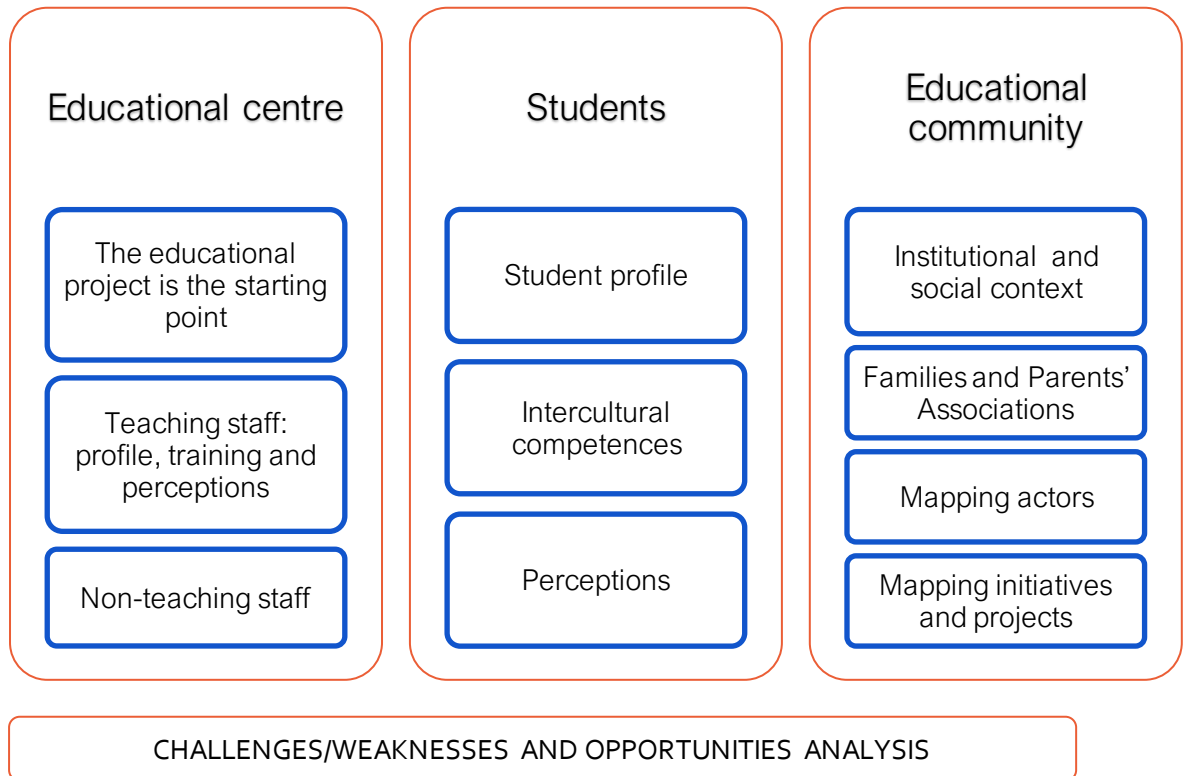 Educational centre
The educational
project is the starting
point
Teaching staff:
profile, training and
perceptions
Non-teaching staff
Students
Student profile
Intercultural
competences
Perceptions
Educational
community
Institutional and
social context
Families and Parents’
Associations
Mapping actors
Mapping initiatives
and projects
CHALLENGES/WEAKNESSES AND OPPORTUNITIES ANALYSIS